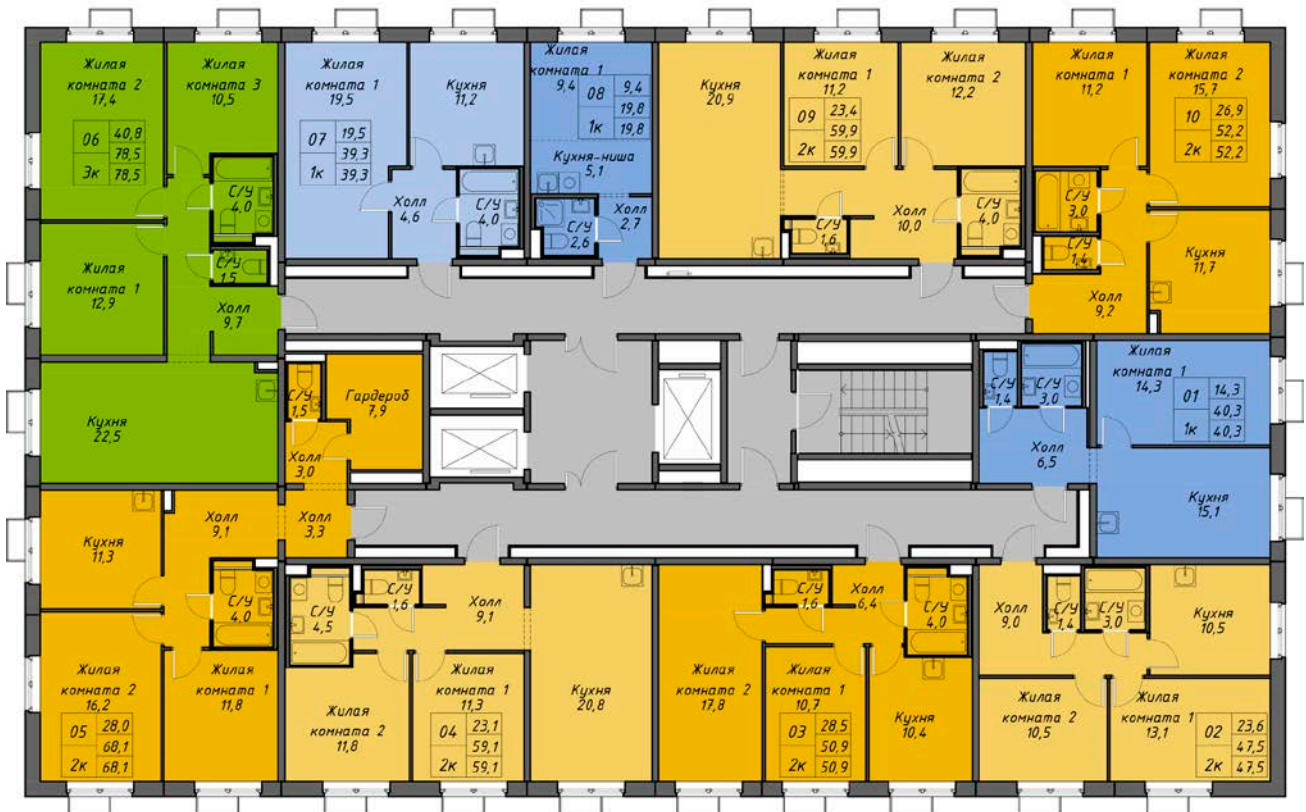 Жилая
комната 2
17,4
06
40,8
78,5
3к
78,5
Жилая
комната 3
10,5
С/У
4,0
С/У
1,5
Жилая
комната 1
12,9
Холл
9,7
Кухня
22,5
Жилая
комната 1
19,5
07
19,5
39,3
1к
39,3
Кухня
11,2
Холл
4,6
С/У
4,0
Жилая
комната 1
9,4
08
9,4
19,8
1к
19,8
Кухня-ниша
5,1
С/У
2,6
Холл
2,7
Кухня
20,9
Жилая
комната 1
11,2
09
23,4
59,9
2к
59,9
Жилая
комната 2
12,2
С/У
1,6
Холл
10,0
С/У
4,0
Жилая
комната 1
11,2
Жилая
комната 2
15,7
10
26,9
52,2
2к
52,2
С/У
3,0
С/У
1,4
Холл
9,2
Кухня
11,7
С/У
1,5
Гардероб
7,9
Холл
3,0
Холл
3,3
Холл
9,1
Кухня
11,3
С/У
4,0
Жилая
комната 2
16,2
05
28,0
68,1
2к
68,1
Жилая
комната 1
11,8
С/У
1,4
С/У
3,0
Холл
6,5
Жилая
комната 1
14,3
01
14,3
40,3
1к
40,3
Кухня
15,1
С/У
4,5
С/У
1,6
Холл
9,1
Жилая
комната 2
11,8
Жилая
комната 1
11,3
04
23,1
59,1
2к
59,1
Кухня
20,8
Жилая
комната 2
17,8
С/У
1,6
Холл
6,4
С/У
4,0
Жилая
комната 1
10,7
03
28,5
50,9
2к
50,9
Кухня
10,4
Холл
9,0
С/У
1,4
С/У
3,0
Кухня
10,5
Жилая
комната 2
10,5
Жилая
комната 1
13,1
02
23,6
47,5
2к
47,5